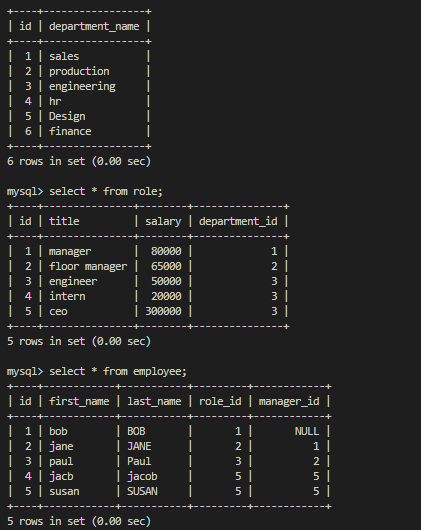 +----+-----------------+
| id | department_name |
+----+-----------------+
|  1 | sales           |
|  2 | production      |
|  3 | engineering     |
|  4 | hr              |
|  5 | Design          |
|  6 | finance         |
+----+-----------------+
6 rows in set (0.00 sec)

mysql> select * from role;
+----+---------------+--------+---------------+
| id | title         | salary | department_id |
+----+---------------+--------+---------------+
|  1 | manager       |  80000 |             1 |
|  2 | floor manager |  65000 |             2 |
|  3 | engineer      |  50000 |             3 |
|  4 | intern        |  20000 |             3 |
|  5 | ceo           | 300000 |             3 |
+----+---------------+--------+---------------+
5 rows in set (0.00 sec)

mysql> select * from employee;
+----+------------+-----------+---------+------------+
| id | first_name | last_name | role_id | manager_id |
+----+------------+-----------+---------+------------+
|  1 | bob        | BOB       |       1 |       NULL |
|  2 | jane       | JANE      |       2 |          1 |
|  3 | paul       | Paul      |       3 |          2 |
|  4 | jacb       | jacob     |       5 |          5 |
|  5 | susan      | SUSAN     |       5 |          5 |
+----+------------+-----------+---------+------------+
5 rows in set (0.00 sec)